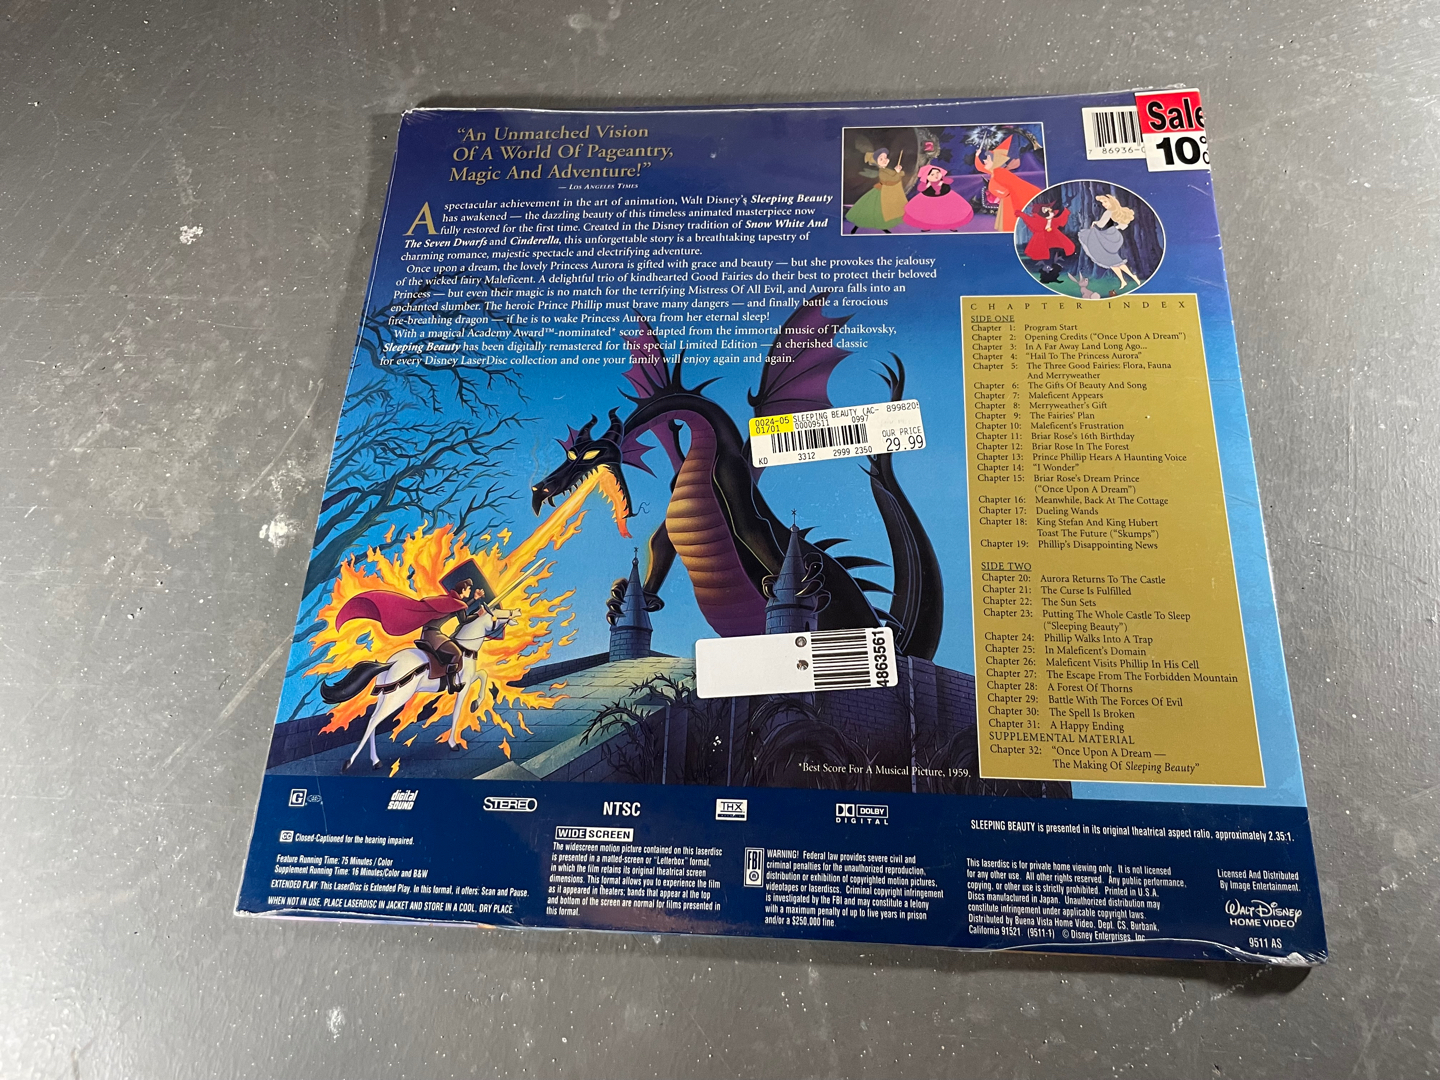 “An Unmatched Vision
Of A World Of Pageantry,
Magic And Adventure!”
— Los Angeles Times
A spectacular achievement in the art of animation, Walt Disney's Sleeping Beauty
has awakened — the dazzling beauty of this timeless animated masterpiece now
fully restored for the first time. Created in the Disney tradition of Snow White And
The Seven Dwarfs and Cinderella, this unforgettable story is a breathtaking tapestry of
charming romance, majestic spectacle and electrifying adventure.
Once upon a dream, the lovely Princess Aurora is gifted with grace and beauty — but she provokes the jealousy
of the wicked fairy Maleficent. A delightful trio of kindhearted Good Fairies do their best to protect their beloved
Princess — but even their magic is no match for the terrifying Mistress Of All Evil, and Aurora falls into an
enchanted slumber. The heroic Prince Phillip must brave many dangers — and finally battle a ferocious
fire-breathing dragon — if he is to wake Princess Aurora from her eternal sleep!
With a magical Academy Award™-nominated* score adapted from the immortal music of Tchaikovsky,
Sleeping Beauty has been digitally remastered for this special Limited Edition — a cherished classic
for every Disney LaserDisc collection and one your family will enjoy again and again.
7 86936
Sale
10
CHAPTER INDEX
SIDE ONE
Chapter 1: Program Start
Chapter 2: Opening Credits (“Once Upon A Dream”)
Chapter 3: In A Far Away Land Long Ago...
Chapter 4: “Hail To The Princess Aurora”
Chapter 5: The Three Good Fairies: Flora, Fauna
And Merryweather
Chapter 6: The Gifts Of Beauty And Song
Chapter 7: Maleficent Appears
Chapter 8: Merryweather's Gift
Chapter 9: The Fairies' Plan
Chapter 10: Maleficent's Frustration
Chapter 11: Briar Rose's 16th Birthday
Chapter 12: Briar Rose In The Forest
Chapter 13: Prince Phillip Hears A Haunting Voice
Chapter 14: “I Wonder”
Chapter 15: Briar Rose's Dream Prince
(“Once Upon A Dream”)
Chapter 16: Meanwhile, Back At The Cottage
Chapter 17: Dueling Wands
Chapter 18: King Stefan And King Hubert
Toast The Future (“Skumps”)
Chapter 19: Phillip's Disappointing News
SIDE TWO
Chapter 20: Aurora Returns To The Castle
Chapter 21: The Curse Is Fulfilled
Chapter 22: The Sun Sets
Chapter 23: Putting The Whole Castle To Sleep
(“Sleeping Beauty”)
Chapter 24: Phillip Walks Into A Trap
Chapter 25: In Maleficent's Domain
Chapter 26: Maleficent Visits Phillip In His Cell
Chapter 27: The Escape From The Forbidden Mountain
Chapter 28: A Forest Of Thorns
Chapter 29: Battle With The Forces Of Evil
Chapter 30: The Spell Is Broken
Chapter 31: A Happy Ending
SUPPLEMENTAL MATERIAL
Chapter 32: “Once Upon A Dream —
The Making Of Sleeping Beauty”
0024-05 SLEEPING BEAUTY (AC- 899820
01/01 00009511 0997
OUR PRICE
29.99
KD 3312 2999 2350
4863561
*Best Score For A Musical Picture, 1959.
G
digital
SOUND
STEREO
NTSC
THX
DOLBY
DIGITAL
CC Closed-Captioned for the hearing impaired.
Feature Running Time: 75 Minutes / Color
Supplement Running Time: 16 Minutes/Color and B&W
EXTENDED PLAY: This LaserDisc is Extended Play. In this format, it offers: Scan and Pause.
WHEN NOT IN USE, PLACE LASERDISC IN JACKET AND STORE IN A COOL, DRY PLACE.
WIDESCREEN
The widescreen motion picture contained on this laserdisc
is presented in a matted-screen or “Letterbox” format,
in which the film retains its original theatrical screen
dimensions. This format allows you to experience the film
as it appeared in theaters; bands that appear at the top
and bottom of the screen are normal for films presented in
this format.
FBI
WARNING! Federal law provides severe civil and
criminal penalties for the unauthorized reproduction,
distribution or exhibition of copyrighted motion pictures,
videotapes or laserdiscs. Criminal copyright infringement
is investigated by the FBI and may constitute a felony
with a maximum penalty of up to five years in prison
and/or a $250,000 fine.
SLEEPING BEAUTY is presented in its original theatrical aspect ratio, approximately 2.35:1.
This laserdisc is for private home viewing only. It is not licensed
for any other use. All other rights reserved. Any public performance,
copying, or other use is strictly prohibited. Printed in U.S.A.
Discs manufactured in Japan. Unauthorized distribution may
constitute infringement under applicable copyright laws.
Distributed by Buena Vista Home Video, Dept. CS, Burbank,
California 91521 (9511-1) © Disney Enterprises, Inc.
Licensed And Distributed
By Image Entertainment.
Walt Disney
HOME VIDEO
9511 AS